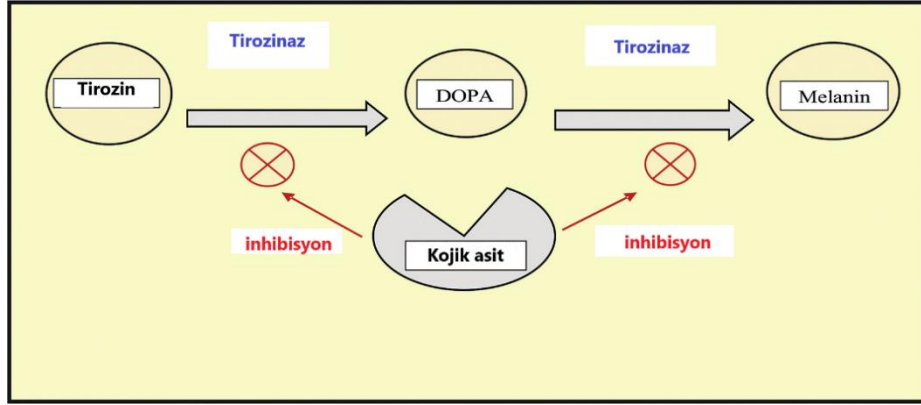 Tirozinaz
Tirozinaz
Tirozin
DOPA
Melanin
inhibisyon
Kojik asit
inhibisyon